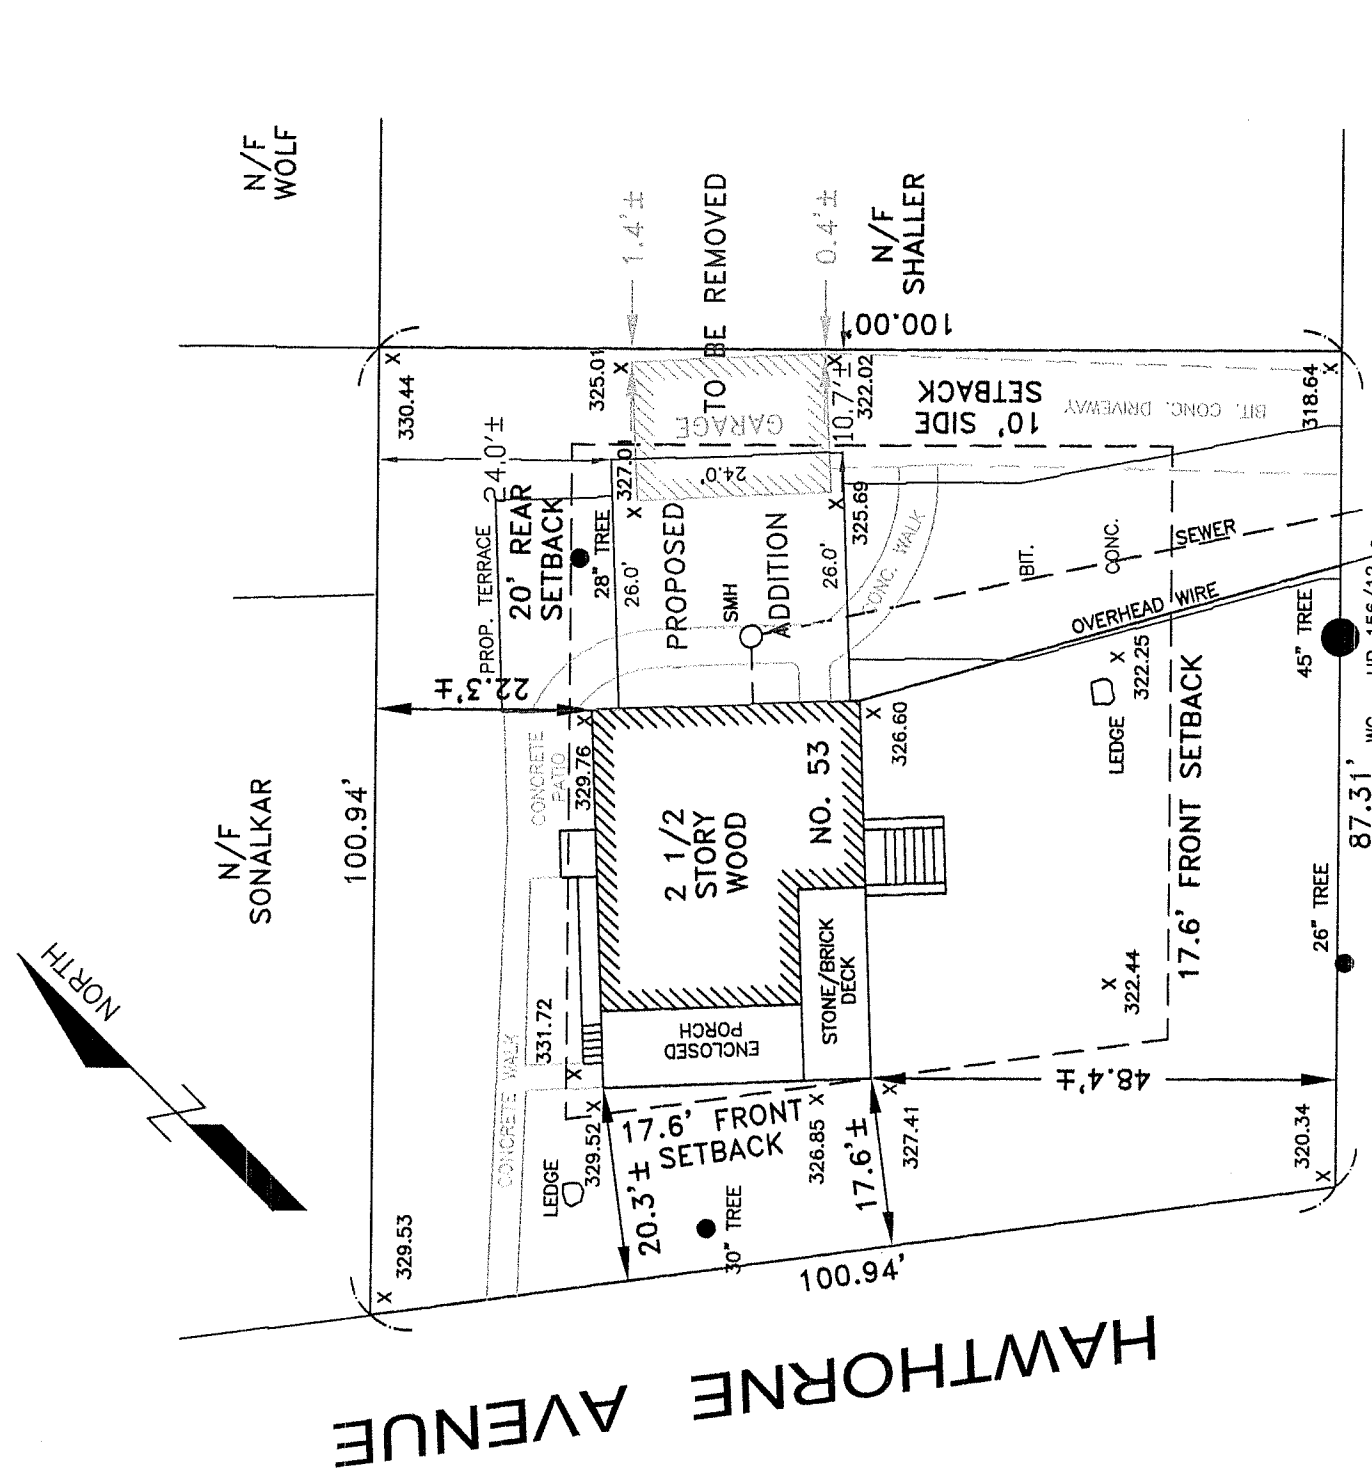 N/F
WOLF
1.4'±
TO BE REMOVED
0.4'±
N/F
SHALLER
100.00'
330.44
325.01
GARAGE
10.7'±
322.02
10' SIDE
SETBACK
BIT. CONC. DRIVEWAY
318.64
24.0'±
327.0
24.0'
PROP. TERRACE
20' REAR
SETBACK
28" TREE
26.0'
PROPOSED
ADDITION
SMH
26.0'
325.69
CONC. WALK
BIT.
CONC.
SEWER
OVERHEAD WIRE
45" TREE
322.25
LEDGE
22.3'±
N/F
SONALKAR
100.94'
CONCRETE
PATIO
329.76
2 1/2
STORY
WOOD
NO. 53
326.60
17.6' FRONT SETBACK
87.31'
26" TREE
322.44
NORTH
CONCRETE WALK
331.72
ENCLOSED
PORCH
STONE/BRICK
DECK
48.4'±
LEDGE
329.52
17.6' FRONT
SETBACK
326.85
327.41
320.34
20.3'±
17.6'±
30" TREE
329.53
100.94'
HAWTHORNE AVENUE